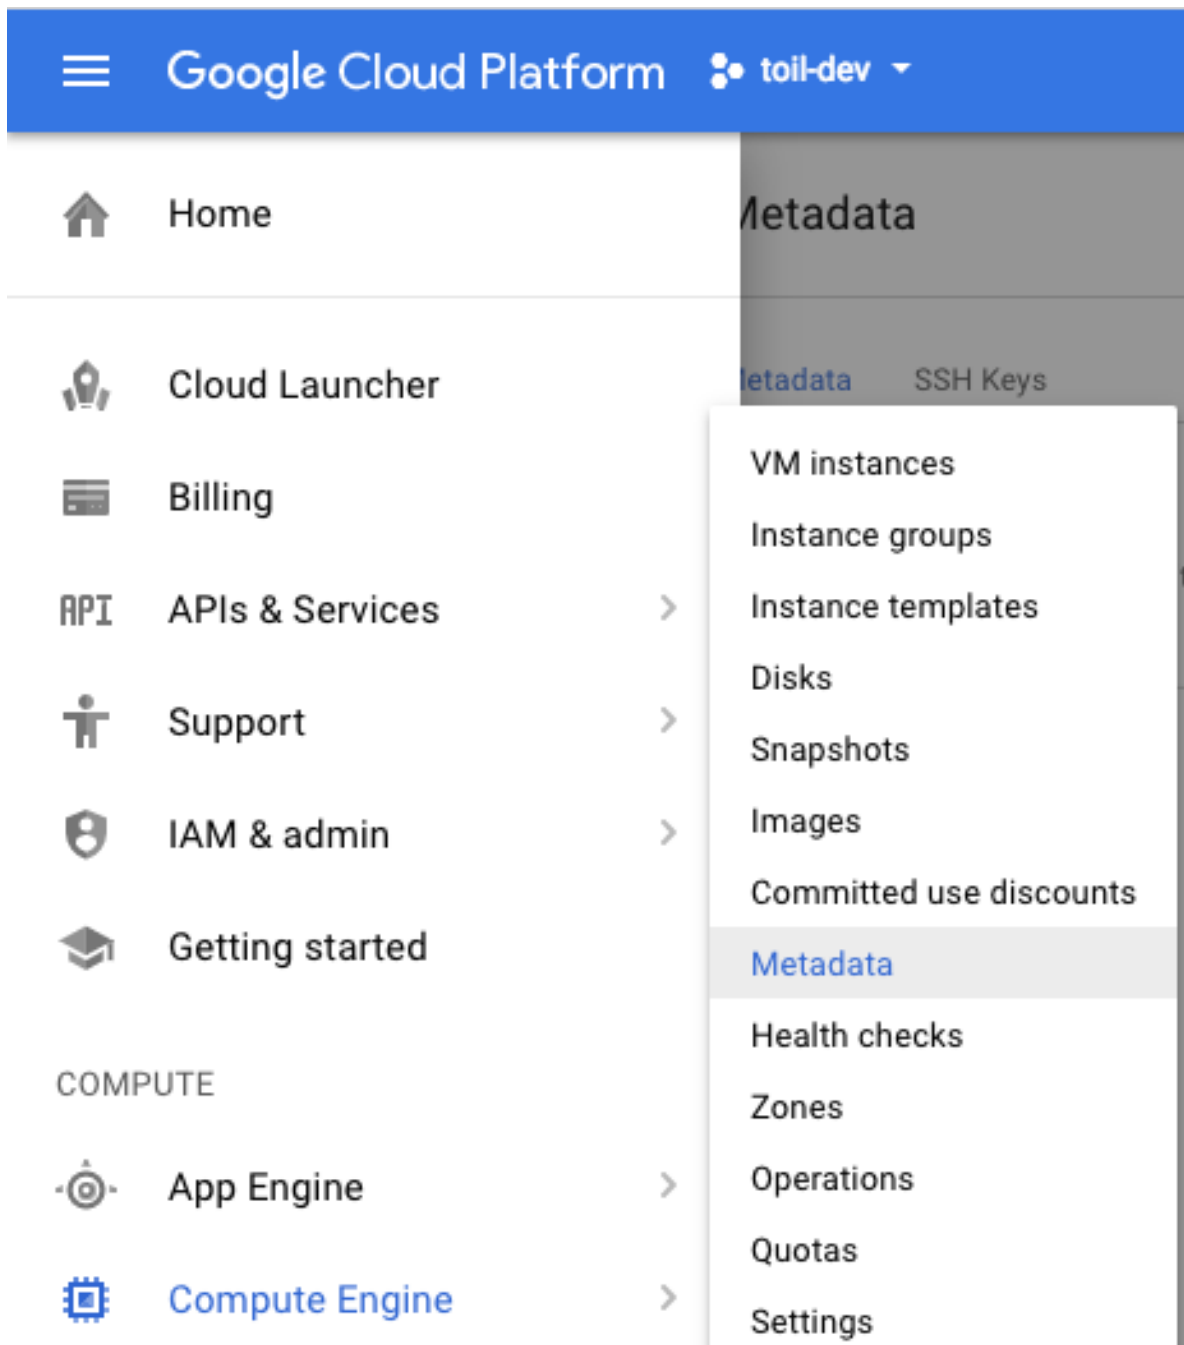 Google Cloud Platform toil-dev
Home
Metadata
Cloud Launcher
Metadata SSH Keys
Billing
API APIs & Services
Support
IAM & admin
Getting started
COMPUTE
App Engine
Compute Engine
VM instances
Instance groups
Instance templates
Disks
Snapshots
Images
Committed use discounts
Metadata
Health checks
Zones
Operations
Quotas
Settings